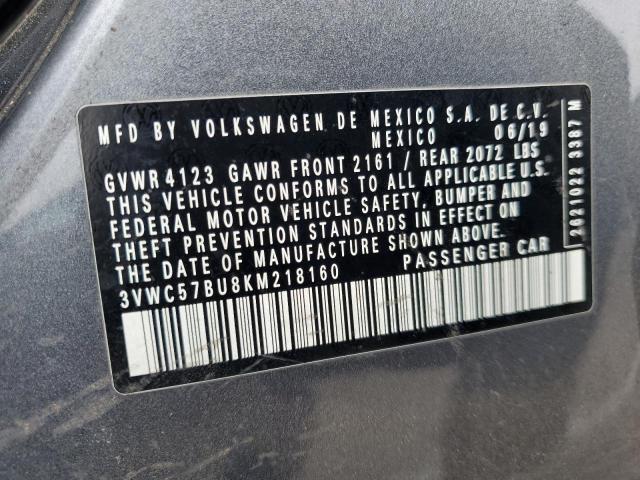 MFD BY VOLKSWAGEN DE MEXICO S.A. DE C.V.
MEXICO 06/19
GVWR 4123 GAWR FRONT 2161 / REAR 2072 LBS
THIS VEHICLE CONFORMS TO ALL APPLICABLE U.S.
FEDERAL MOTOR VEHICLE SAFETY, BUMPER AND
THEFT PREVENTION STANDARDS IN EFFECT ON
THE DATE OF MANUFACTURE SHOWN ABOVE.
3VWC57BU8KM218160 PASSENGER CAR
2621022 3387 M